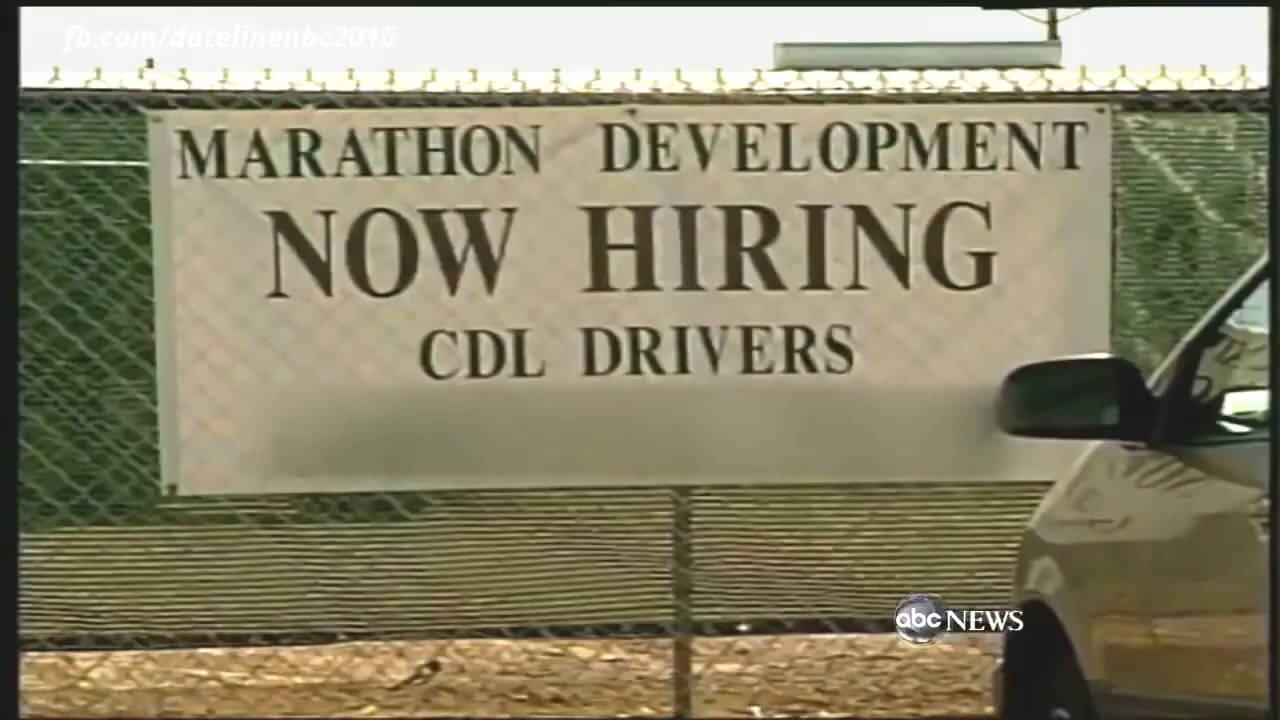 fb.com/datelinenbc2016
MARATHON DEVELOPMENT
NOW HIRING
CDL DRIVERS
abc NEWS